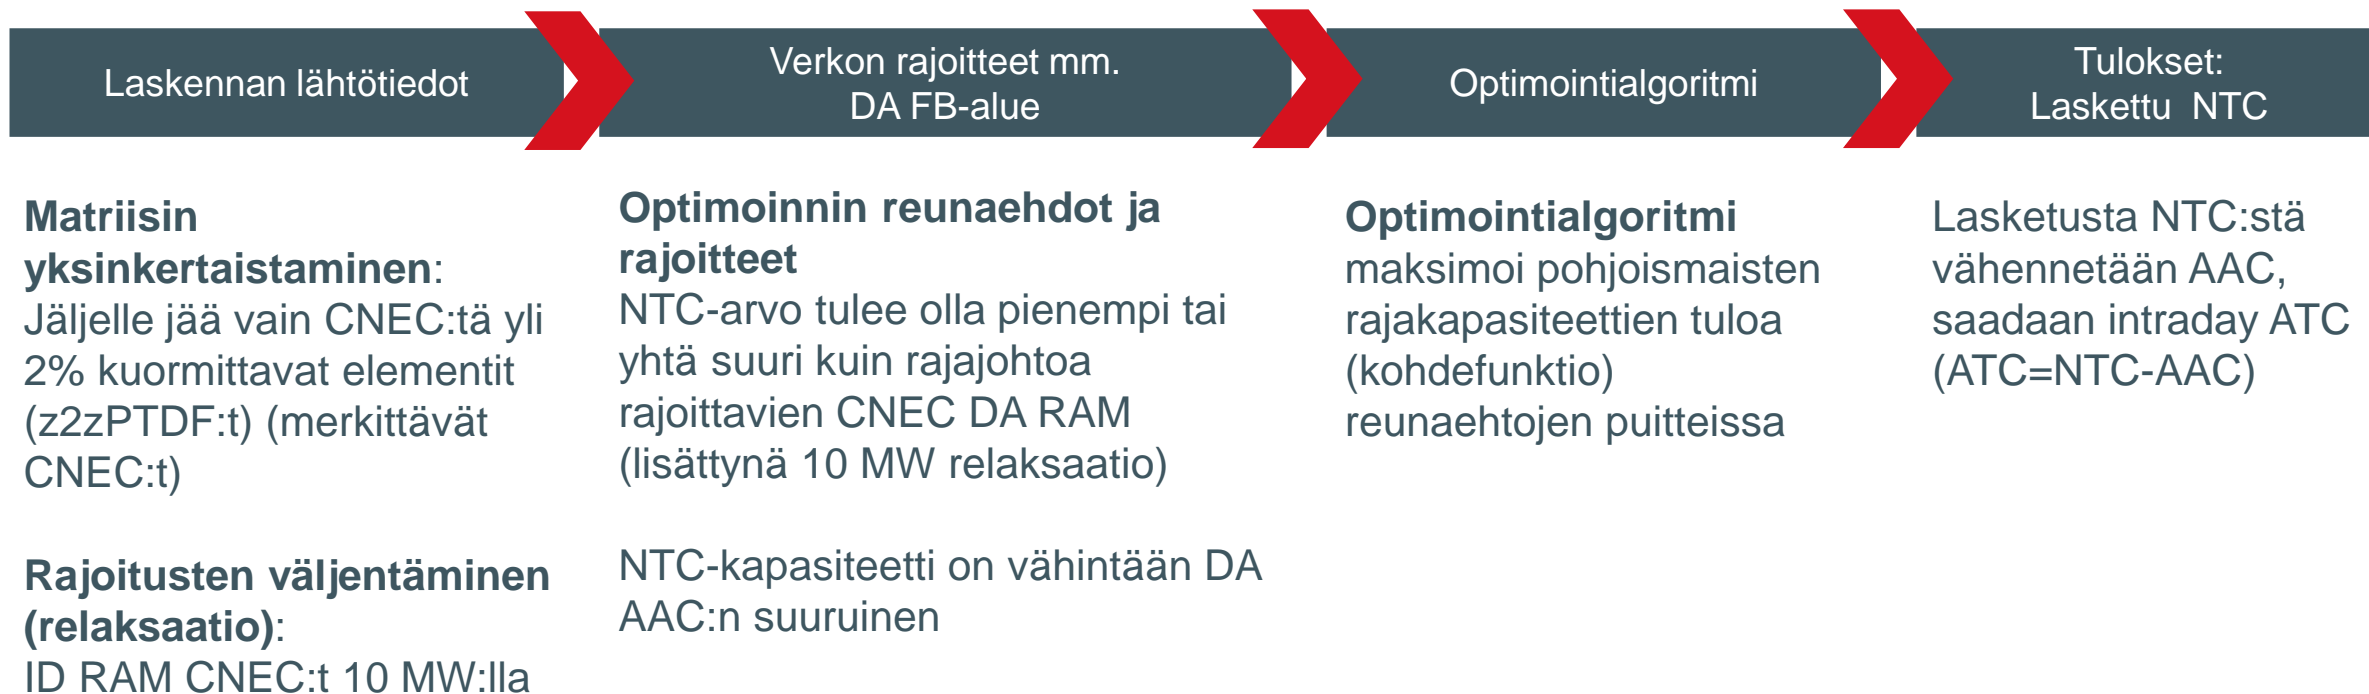 Laskennan lähtötiedot
Verkon rajoitteet mm.
DA FB-alue
Optimointialgoritmi
Tulokset:
Laskettu NTC
Matriisin
yksinkertaistaminen:
Jäljelle jää vain CNEC:tä yli
2% kuormittavat elementit
(z2zPTDF:t) (merkittävät
CNEC:t)
Rajoitusten väljentäminen
(relaksaatio):
ID RAM CNEC:t 10 MW:lla
Optimoinnin reunaehdot ja
rajoitteet
NTC-arvo tulee olla pienempi tai
yhtä suuri kuin rajajohtoa
rajoittavien CNEC DA RAM
(lisättynä 10 MW relaksaatio)
NTC-kapasiteetti on vähintään DA
AAC:n suuruinen
Optimointialgoritmi
maksimoi pohjoismaisten
rajakapasiteettien tuloa
(kohdefunktio)
reunaehtojen puitteissa
Lasketusta NTC:stä
vähennetään AAC,
saadaan intraday ATC
(ATC=NTC-AAC)